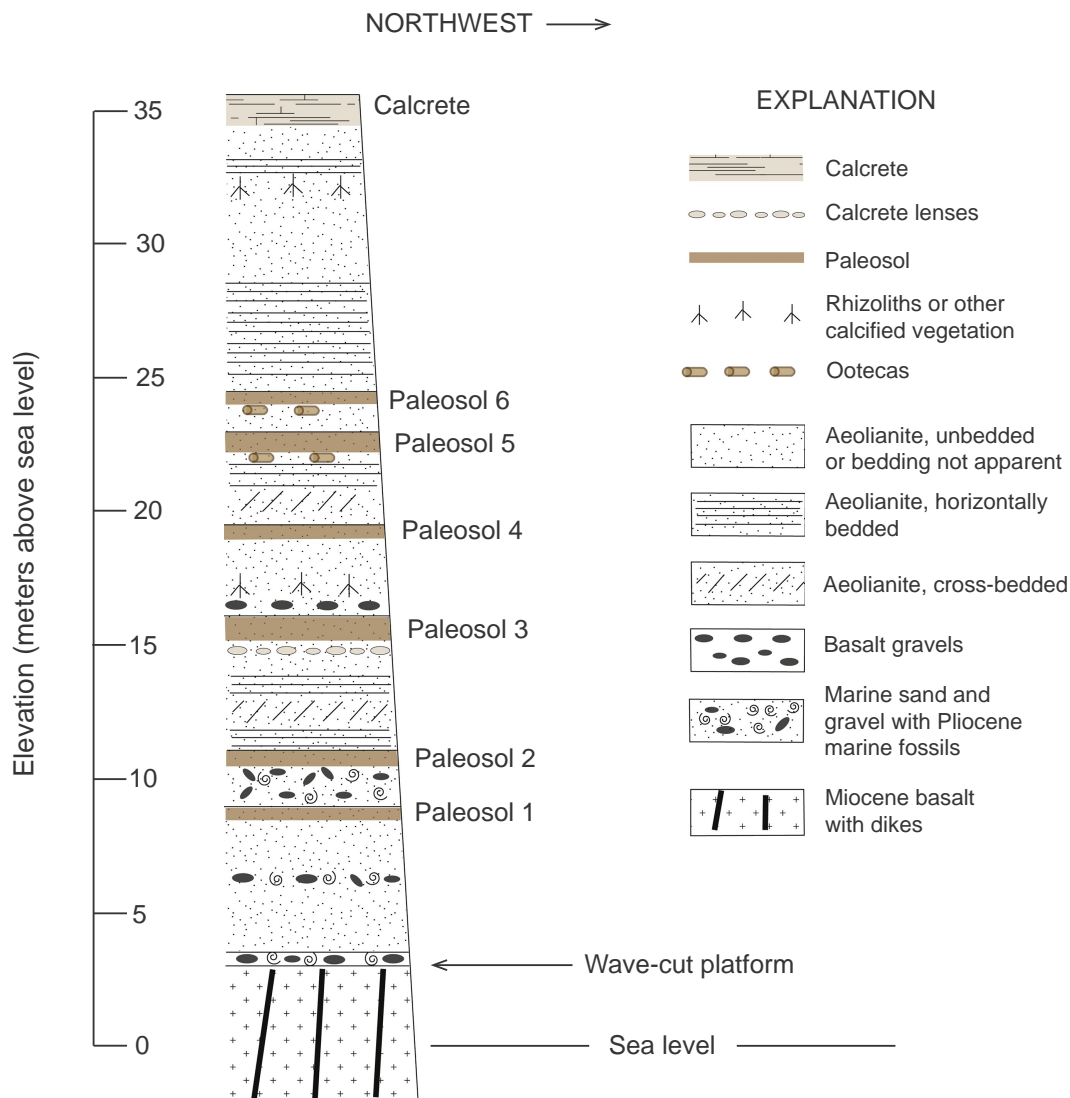 NORTHWEST
Elevation (meters above sea level)
35
30
25
20
15
10
5
0
Calcrete
Paleosol 6
Paleosol 5
Paleosol 4
Paleosol 3
Paleosol 2
Paleosol 1
Wave-cut platform
Sea level
EXPLANATION
Calcrete
Calcrete lenses
Paleosol
Rhizoliths or other
calcified vegetation
Ootecas
Aeolianite, unbedded
or bedding not apparent
Aeolianite, horizontally
bedded
Aeolianite, cross-bedded
Basalt gravels
Marine sand and
gravel with Pliocene
marine fossils
Miocene basalt
with dikes